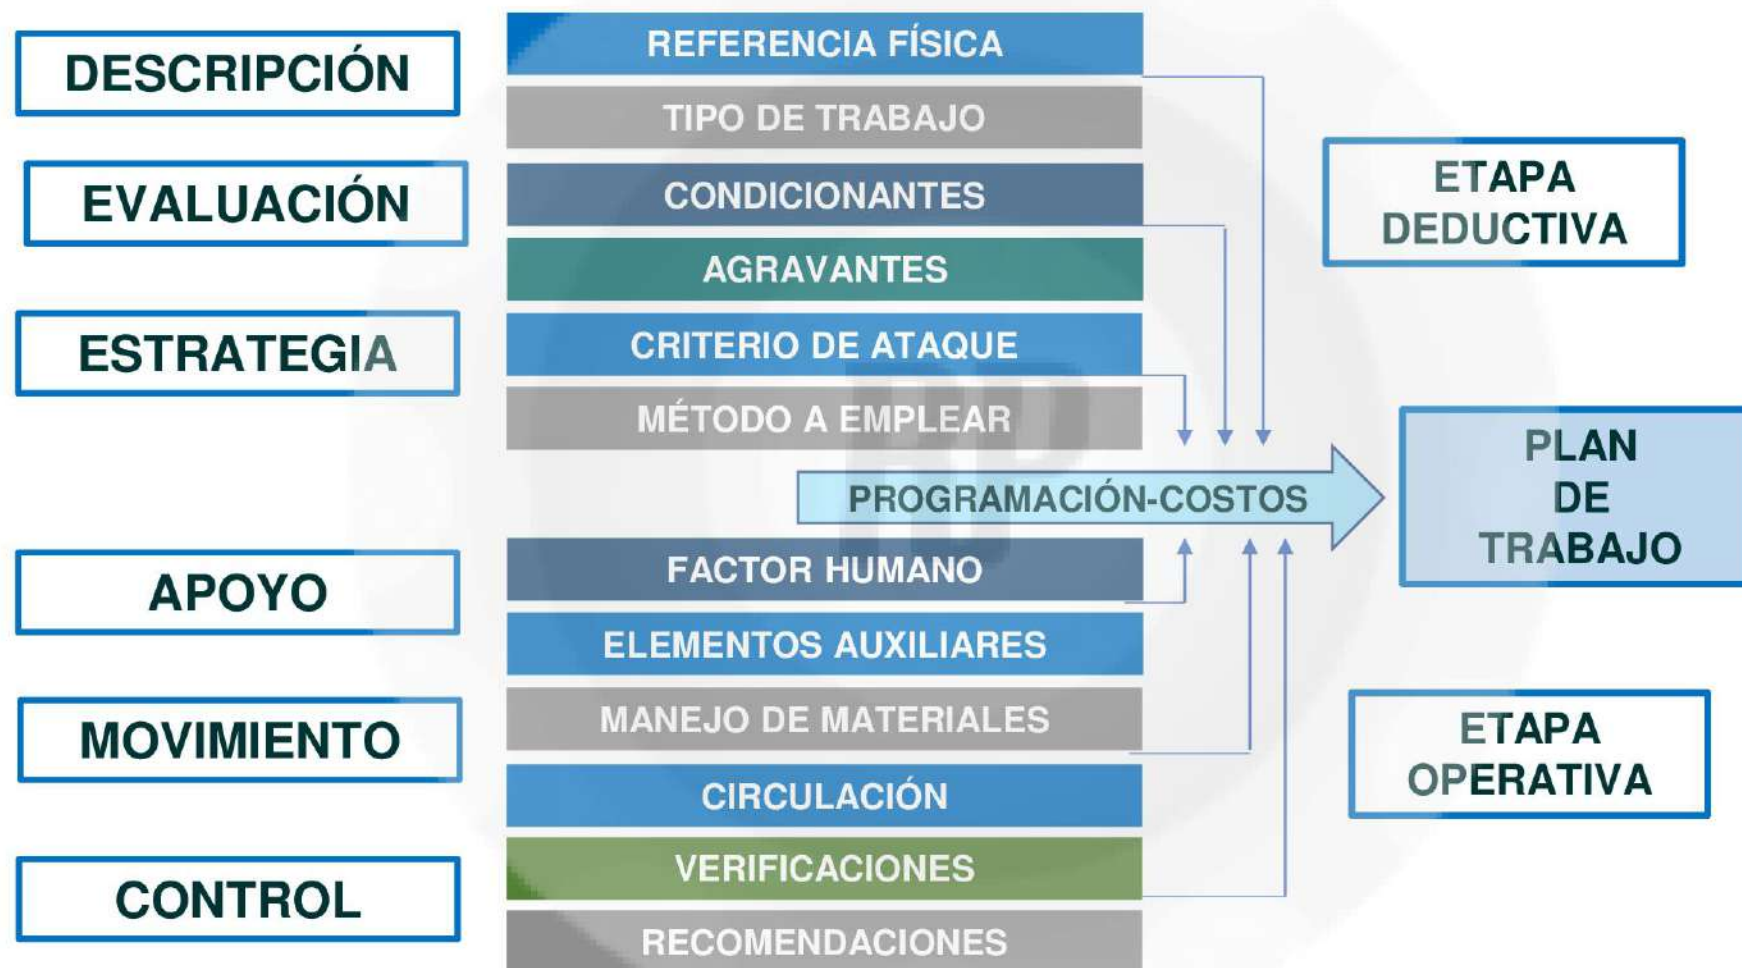 DESCRIPCIÓN
REFERENCIA FÍSICA
TIPO DE TRABAJO
EVALUACIÓN
CONDICIONANTES
AGRAVANTES
ETAPA
DEDUCTIVA
ESTRATEGIA
CRITERIO DE ATAQUE
MÉTODO A EMPLEAR
PROGRAMACIÓN-COSTOS
PLAN
DE
TRABAJO
APOYO
FACTOR HUMANO
ELEMENTOS AUXILIARES
MOVIMIENTO
MANEJO DE MATERIALES
CIRCULACIÓN
ETAPA
OPERATIVA
CONTROL
VERIFICACIONES
RECOMENDACIONES